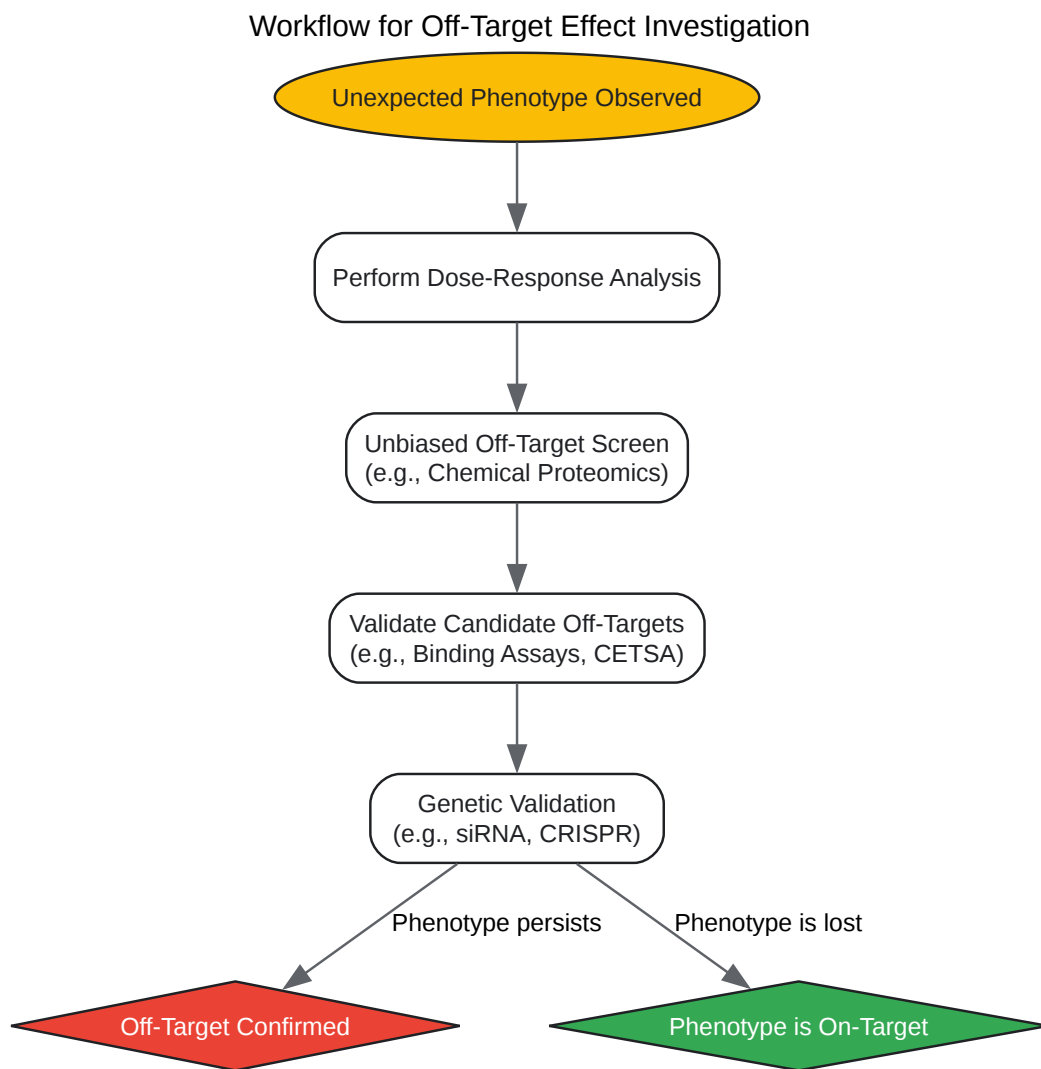 Workflow for Off-Target Effect Investigation
Unexpected Phenotype Observed
Perform Dose-Response Analysis
Unbiased Off-Target Screen
(e.g., Chemical Proteomics)
Validate Candidate Off-Targets
(e.g., Binding Assays, CETSA)
Genetic Validation
(e.g., siRNA, CRISPR)
Phenotype persists
Phenotype is lost
Off-Target Confirmed
Phenotype is On-Target